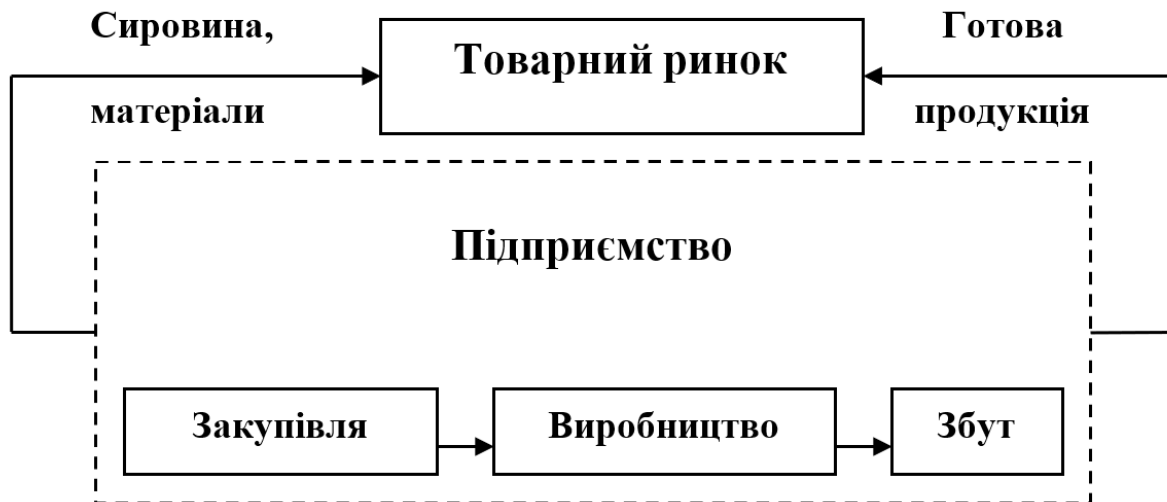 Сировина,
матеріали
Товарний ринок
Готова
продукція
Підприємство
Закупівля
Виробництво
Збут